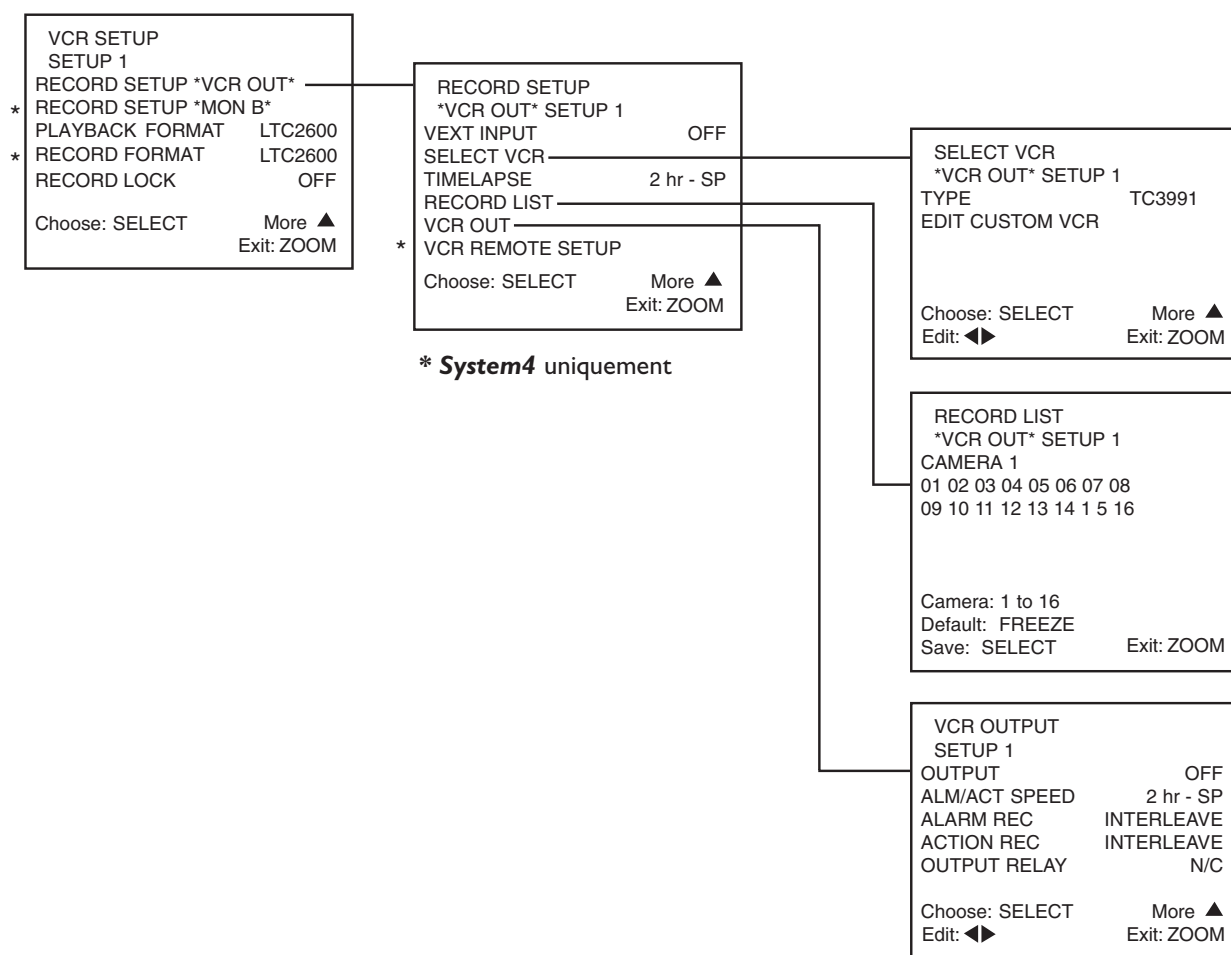 VCR SETUP
SETUP 1
RECORD SETUP *VCR OUT*
* RECORD SETUP *MON B*
PLAYBACK FORMAT LTC2600
* RECORD FORMAT LTC2600
RECORD LOCK OFF
Choose: SELECT More ▲
Exit: ZOOM
RECORD SETUP
*VCR OUT* SETUP 1
VEXT INPUT OFF
SELECT VCR
TIMELAPSE 2 hr - SP
RECORD LIST
VCR OUT
* VCR REMOTE SETUP
Choose: SELECT More ▲
Exit: ZOOM
* System4 uniquement
SELECT VCR
*VCR OUT* SETUP 1
TYPE TC3991
EDIT CUSTOM VCR
Choose: SELECT More ▲
Edit: ◀▶ Exit: ZOOM
RECORD LIST
*VCR OUT* SETUP 1
CAMERA 1
01 02 03 04 05 06 07 08
09 10 11 12 13 14 1 5 16
Camera: 1 to 16
Default: FREEZE
Save: SELECT Exit: ZOOM
VCR OUTPUT
SETUP 1
OUTPUT OFF
ALM/ACT SPEED 2 hr - SP
ALARM REC INTERLEAVE
ACTION REC INTERLEAVE
OUTPUT RELAY N/C
Choose: SELECT More ▲
Edit: ◀▶ Exit: ZOOM